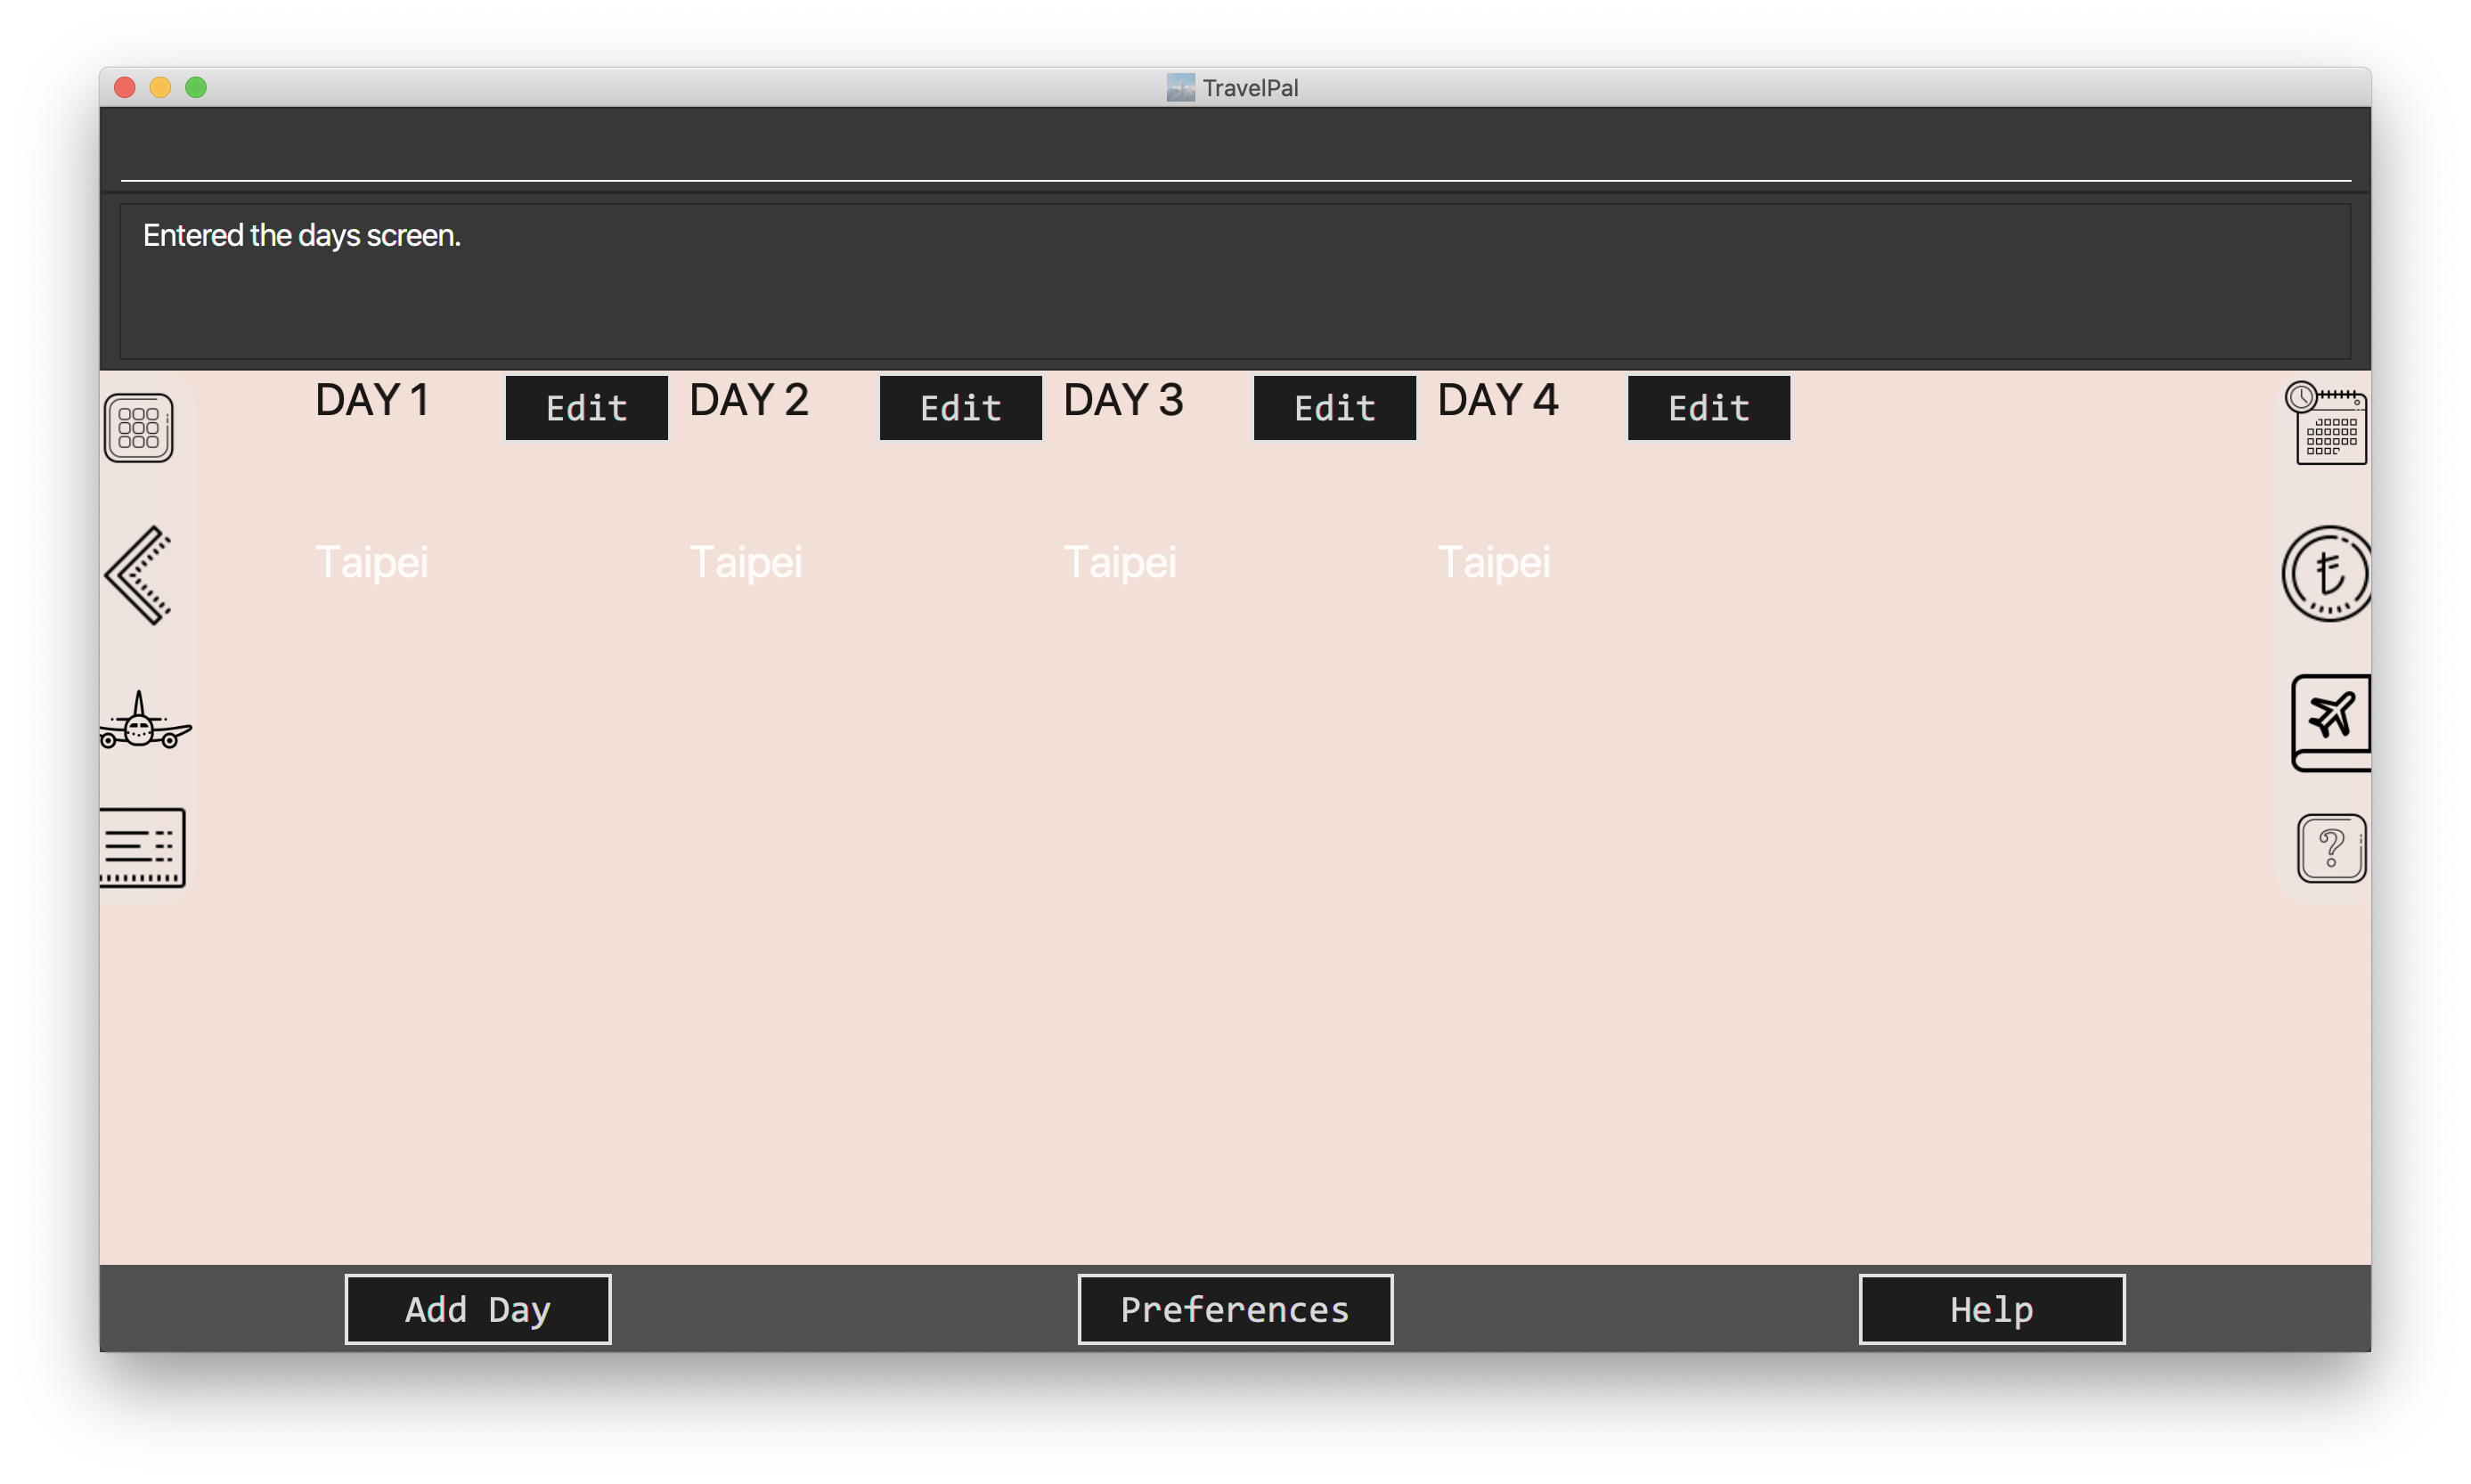 TravelPal
Entered the days screen.
DAY 1 Edit DAY 2 Edit DAY 3 Edit DAY 4 Edit
Taipei Taipei Taipei Taipei
?
Add Day Preferences Help